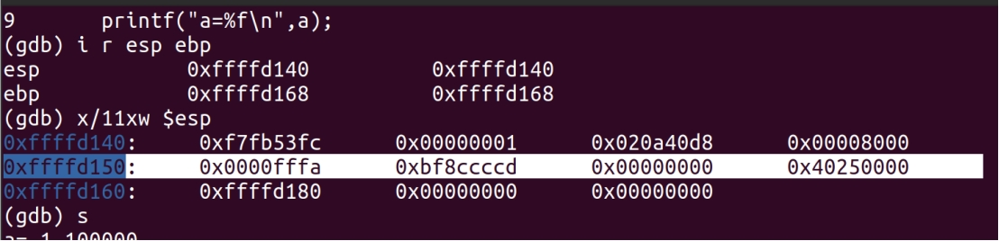 9       printf("a=%f\n",a);
(gdb) i r esp ebp
esp            0xffffd140          0xffffd140
ebp            0xffffd168          0xffffd168
(gdb) x/11xw $esp
0xffffd140:     0xf7fb53fc      0x00000001      0x020a40d8      0x00008000
0xffffd150:     0x0000fffa      0xbf8ccccd      0x00000000      0x40250000
0xffffd160:     0xffffd180      0x00000000      0x00000000
(gdb) s
a=-1.100000